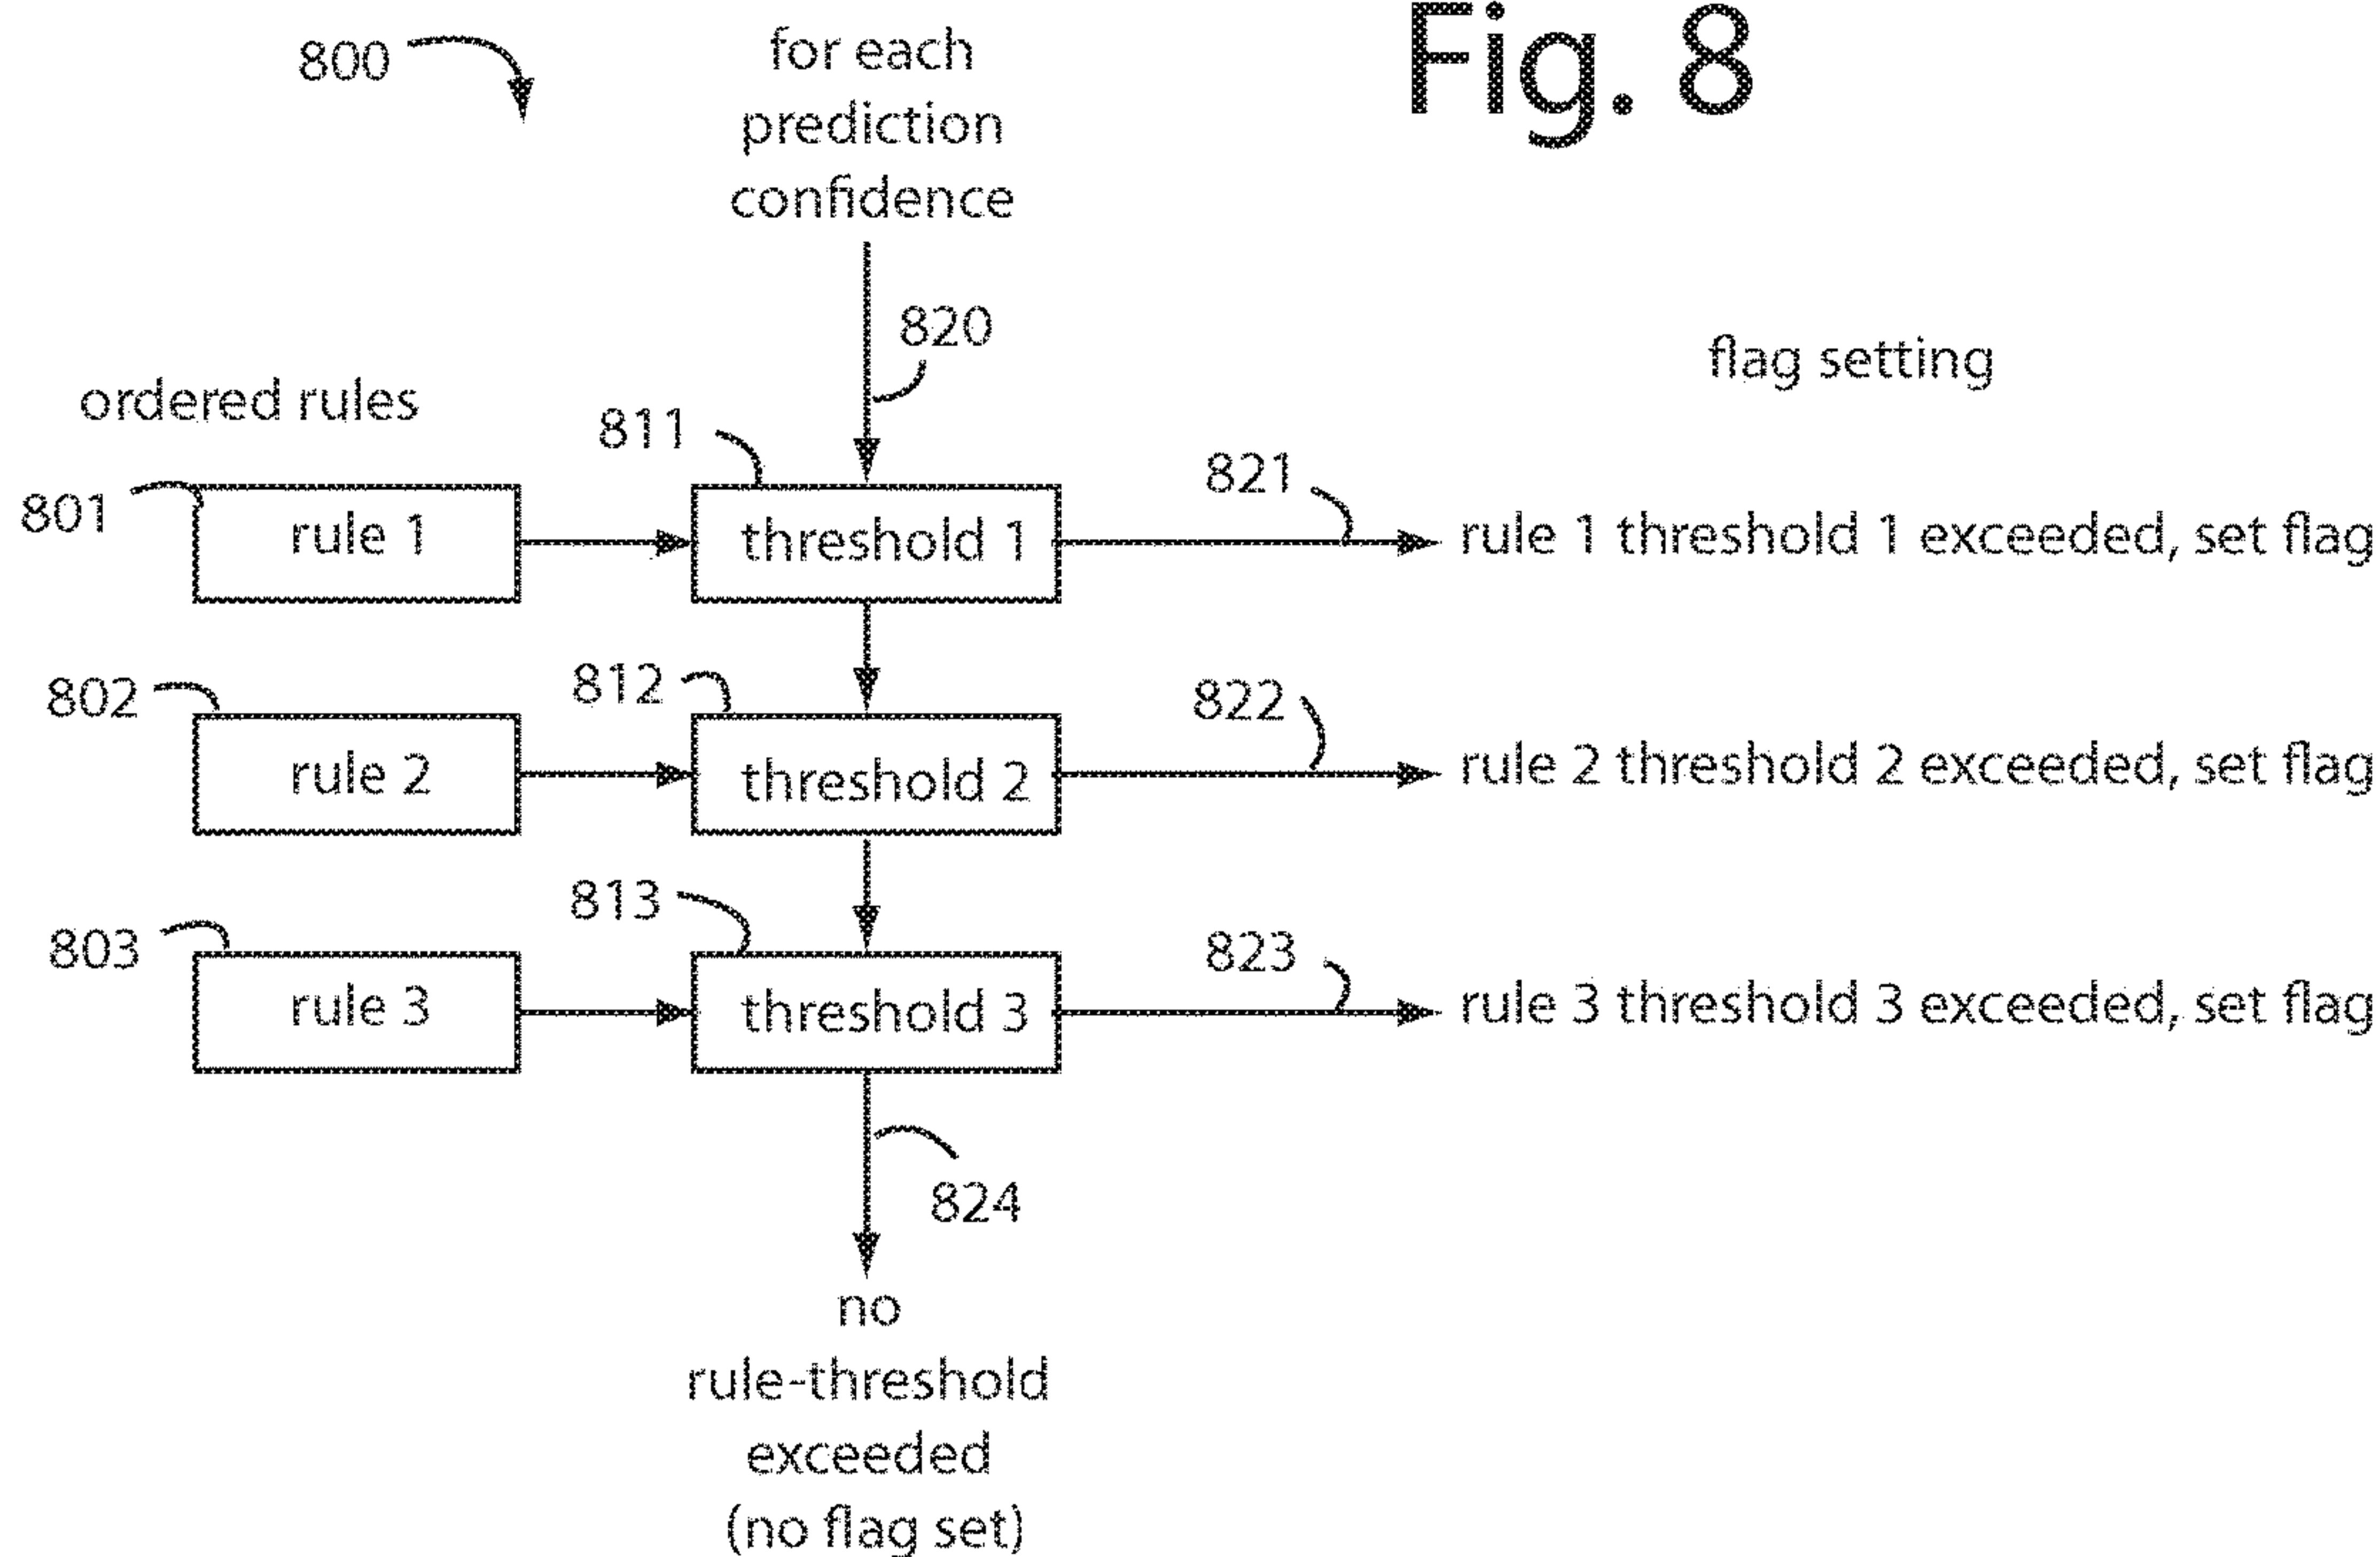 Fig. 8
800
for each
prediction
confidence
820
flag setting
ordered rules
811
821
801
rule 1
threshold 1
rule 1 threshold 1 exceeded, set flag
802
812
822
rule 2
threshold 2
rule 2 threshold 2 exceeded, set flag
803
813
823
rule 3
threshold 3
rule 3 threshold 3 exceeded, set flag
824
no
rule-threshold
exceeded
(no flag set)